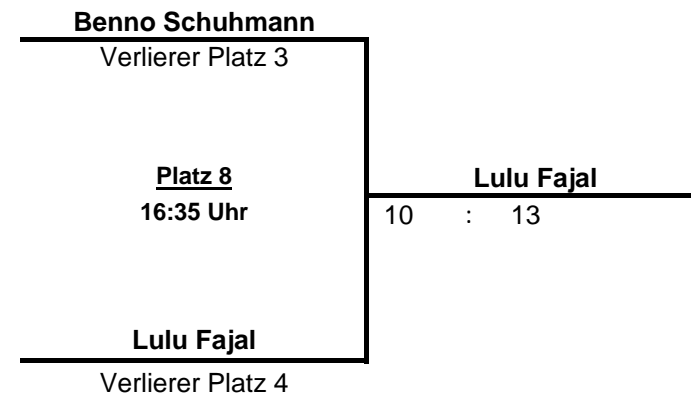 Benno Schuhmann
Verlierer Platz 3
Platz 8
Lulu Fajal
16:35 Uhr
10 : 13
Lulu Fajal
Verlierer Platz 4